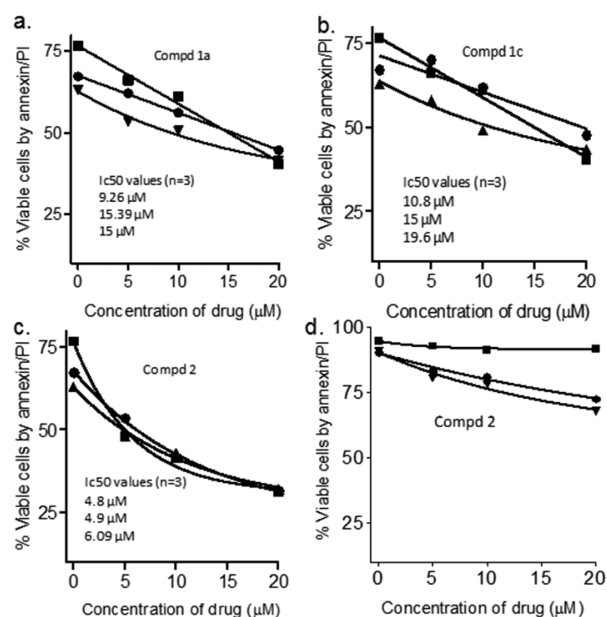 a.
% Viable cells by annexin/PI
75
50
25
Compd 1a
Ic50 values (n=3)
9.26 µM
15.39 µM
15 µM
0 5 10 15 20
Concentration of drug (µM)
b.
% Viable cells by annexin/PI
75
50
25
Compd 1c
Ic50 values (n=3)
10.8 µM
15 µM
19.6 µM
0 5 10 15 20
Concentration of drug (µM)
c.
% Viable cells by annexin/PI
75
50
25
Compd 2
Ic50 values (n=3)
4.8 µM
4.9 µM
6.09 µM
0 5 10 15 20
Concentration of drug (µM)
d.
% Viable cells by annexin/PI
100
75
50
25
Compd 2
0 5 10 15 20
Concentration of drug (µM)